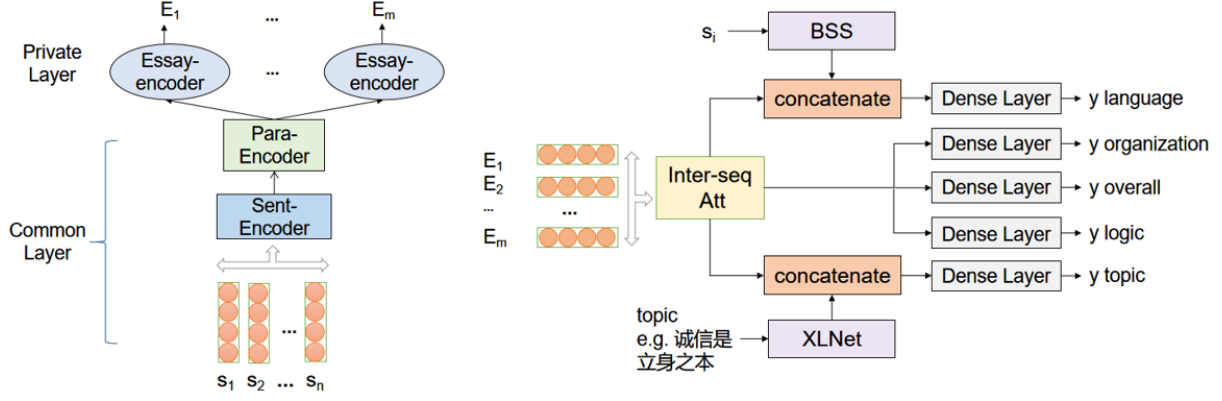 E1
...
Em
Private
Layer
Essay-
encoder
...
Essay-
encoder
Para-
Encoder
Common
Layer
Sent-
Encoder
...
s1 s2 ... sn
si
BSS
concatenate
Dense Layer
y language
E1
E2
...
Em
...
Inter-seq
Att
Dense Layer
y organization
Dense Layer
y overall
Dense Layer
y logic
concatenate
Dense Layer
y topic
topic
e.g. 诚信是
立身之本
XLNet